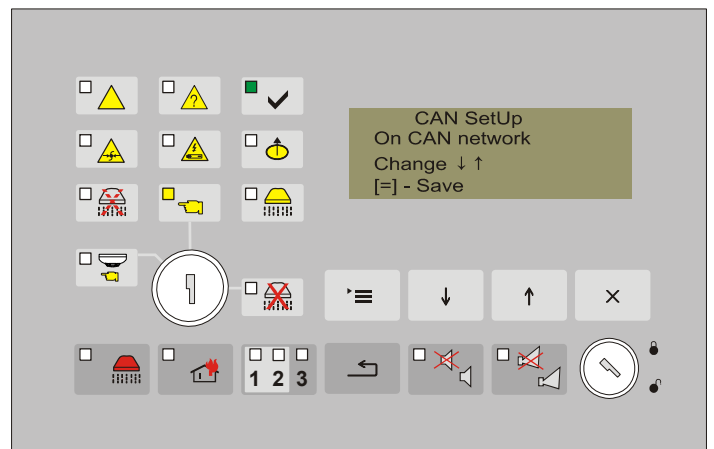 ?
CAN SetUp
On CAN network
Change ↓ ↑
[=] - Save
1 2 3